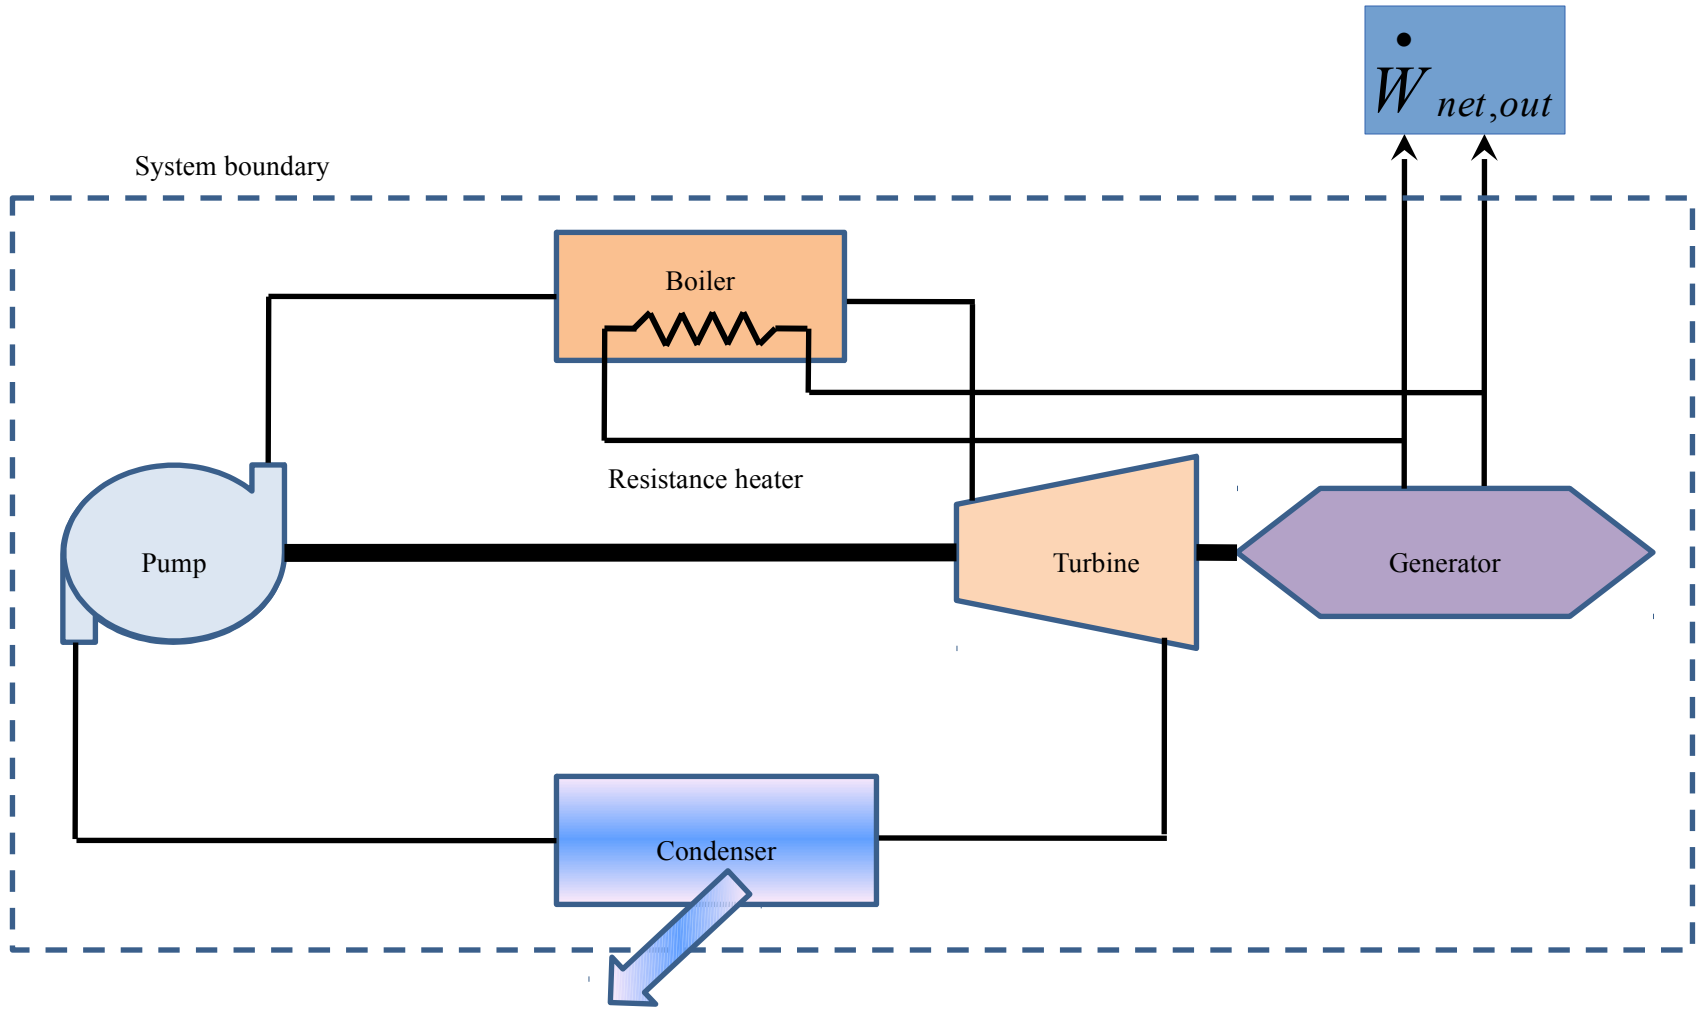 Ẇ net,out
System boundary
Boiler
Resistance heater
Pump
Turbine
Generator
Condenser